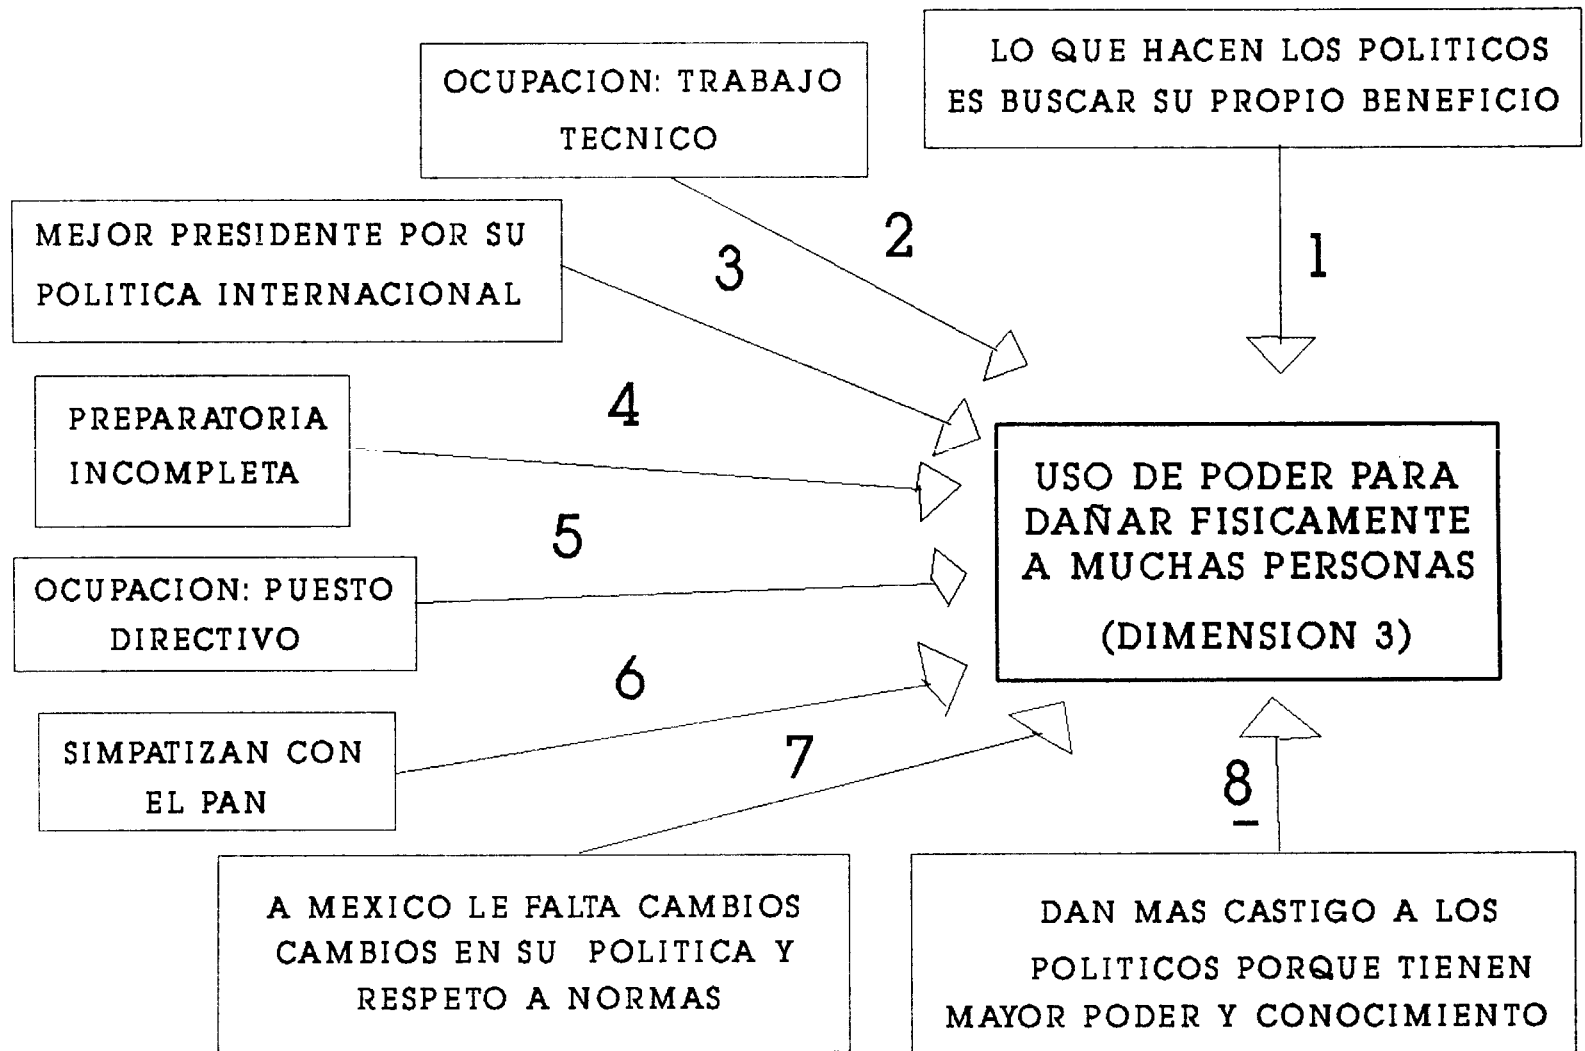 LO QUE HACEN LOS POLITICOS
ES BUSCAR SU PROPIO BENEFICIO
1
OCUPACION: TRABAJO
TECNICO
2
MEJOR PRESIDENTE POR SU
POLITICA INTERNACIONAL
3
PREPARATORIA
INCOMPLETA
4
OCUPACION: PUESTO
DIRECTIVO
5
SIMPATIZAN CON
EL PAN
6
A MEXICO LE FALTA CAMBIOS
CAMBIOS EN SU POLITICA Y
RESPETO A NORMAS
7
DAN MAS CASTIGO A LOS
POLITICOS PORQUE TIENEN
MAYOR PODER Y CONOCIMIENTO
8
USO DE PODER PARA
DAÑAR FISICAMENTE
A MUCHAS PERSONAS
(DIMENSION 3)